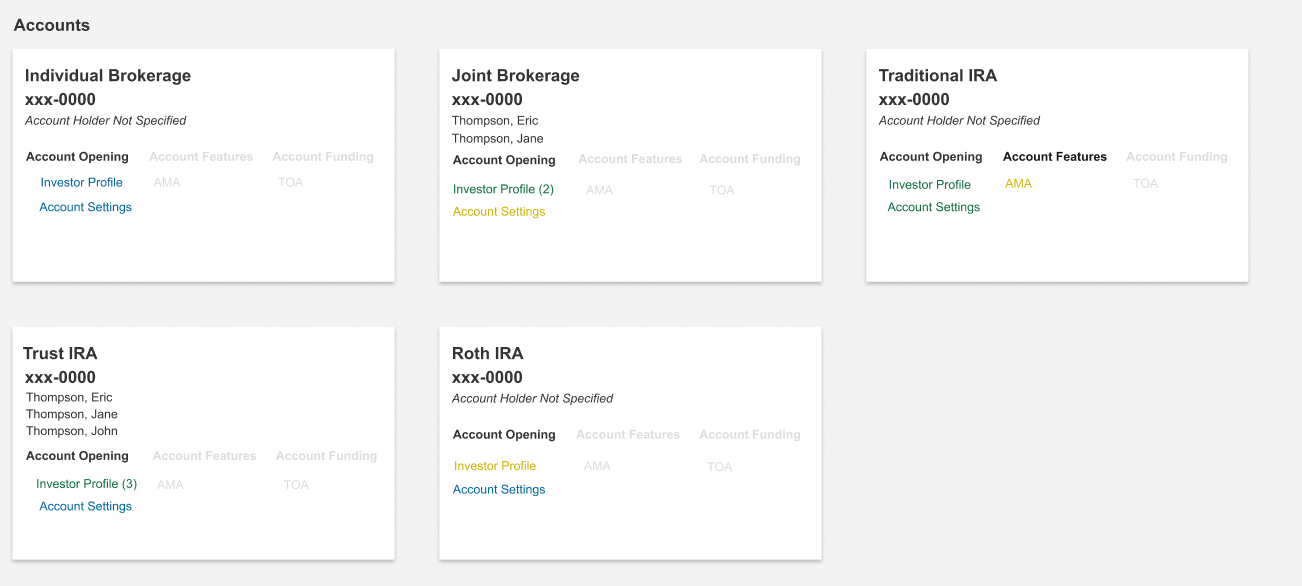 Accounts
Individual Brokerage
xxx-0000
Account Holder Not Specified
Account Opening Account Features Account Funding
Investor Profile AMA TOA
Account Settings
Joint Brokerage
xxx-0000
Thompson, Eric
Thompson, Jane
Account Opening Account Features Account Funding
Investor Profile (2) AMA TOA
Account Settings
Traditional IRA
xxx-0000
Account Holder Not Specified
Account Opening Account Features Account Funding
Investor Profile AMA TOA
Account Settings
Trust IRA
xxx-0000
Thompson, Eric
Thompson, Jane
Thompson, John
Account Opening Account Features Account Funding
Investor Profile (3) AMA TOA
Account Settings
Roth IRA
xxx-0000
Account Holder Not Specified
Account Opening Account Features Account Funding
Investor Profile AMA TOA
Account Settings